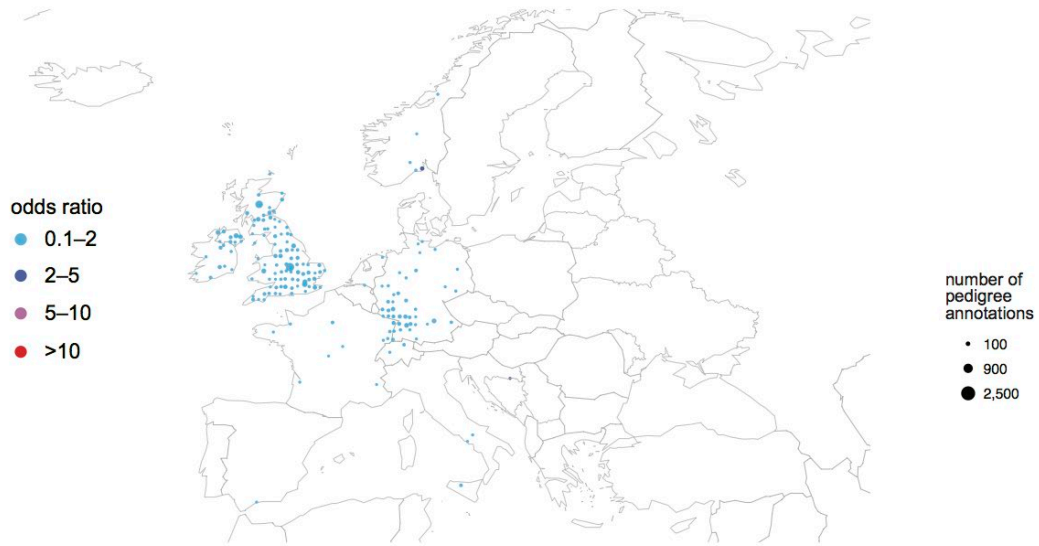 odds ratio
0.1–2
2–5
5–10
>10
number of
pedigree
annotations
100
900
2,500